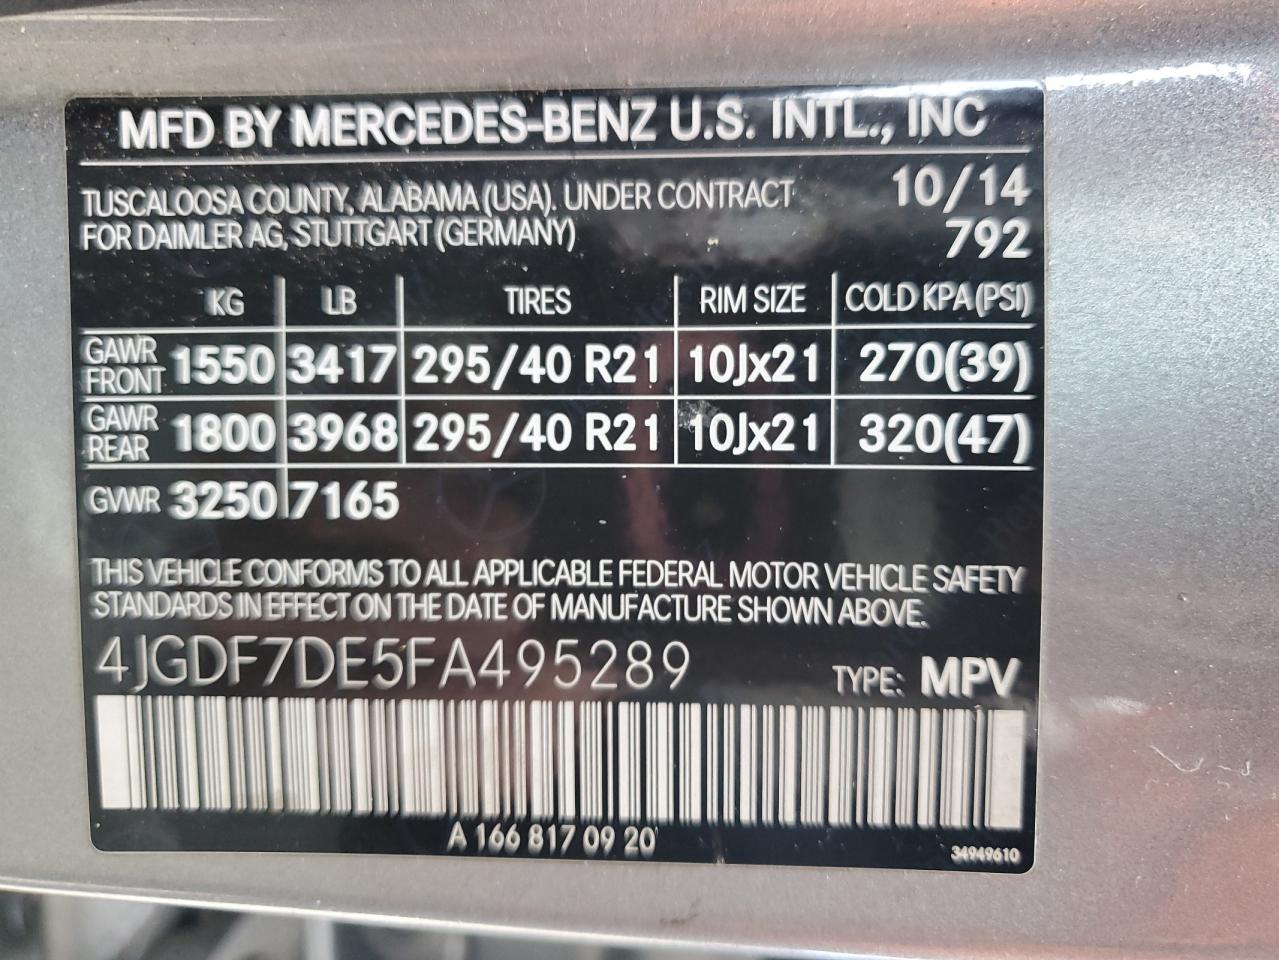 MFD BY MERCEDES-BENZ U.S. INTL., INC
TUSCALOOSA COUNTY, ALABAMA (USA). UNDER CONTRACT 10/14
FOR DAIMLER AG, STUTTGART (GERMANY) 792
KG LB TIRES RIM SIZE COLD KPA (PSI)
GAWR FRONT 1550 3417 295/40 R21 10Jx21 270(39)
GAWR REAR 1800 3968 295/40 R21 10Jx21 320(47)
GVWR 3250 7165
THIS VEHICLE CONFORMS TO ALL APPLICABLE FEDERAL MOTOR VEHICLE SAFETY
STANDARDS IN EFFECT ON THE DATE OF MANUFACTURE SHOWN ABOVE.
4JGDF7DE5FA495289 TYPE: MPV
A 166 817 09 20
34949610